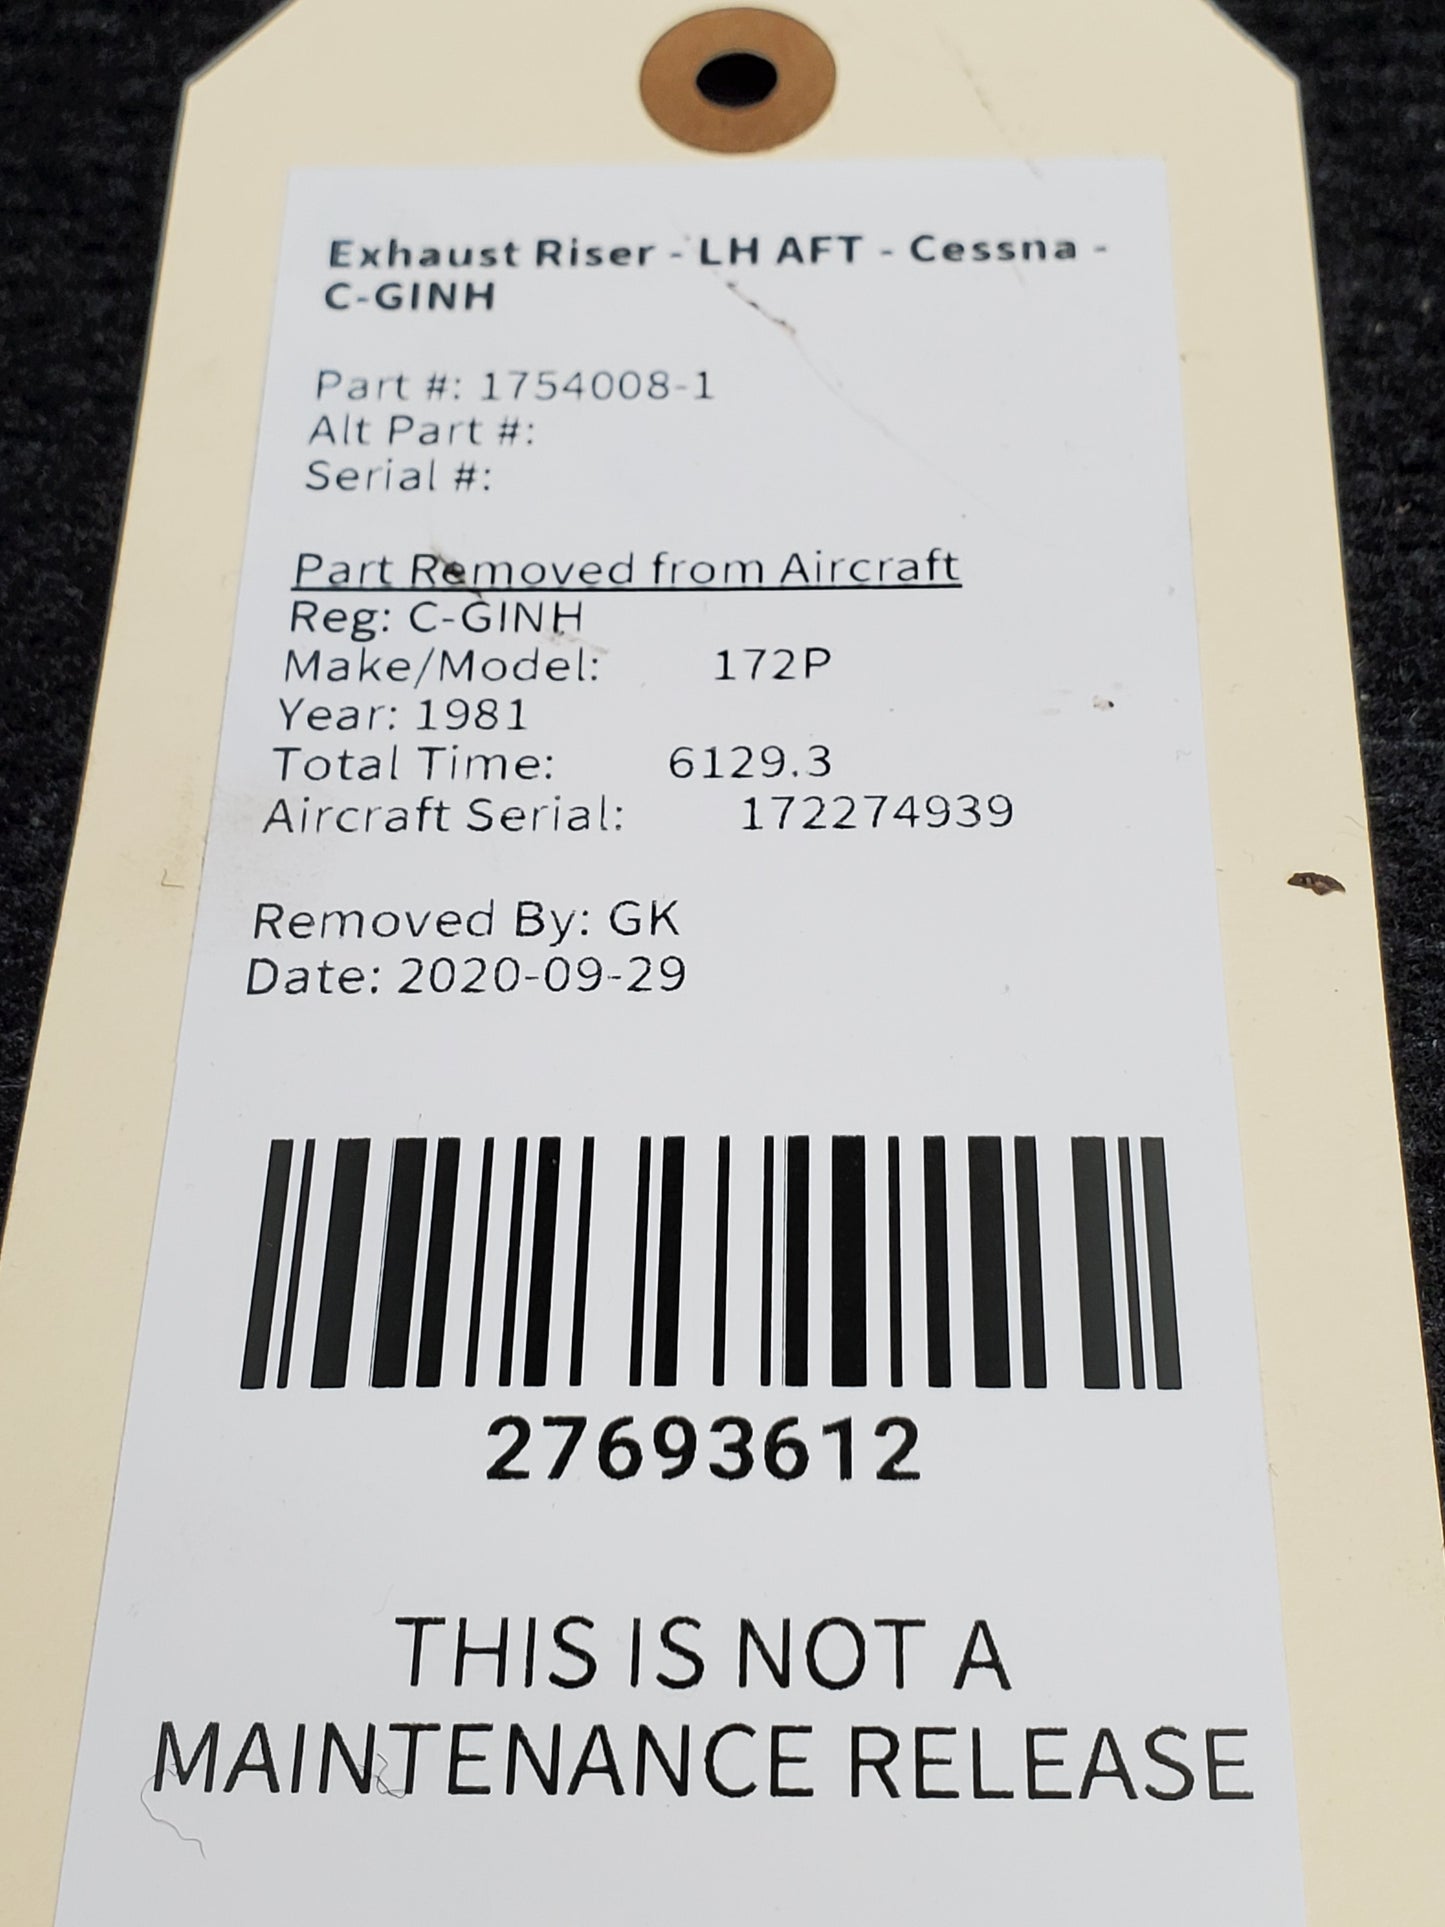 Exhaust Riser - LH AFT - Cessna -
C-GINH
Part #: 1754008-1
Alt Part #:
Serial #:
Part Removed from Aircraft
Reg: C-GINH
Make/Model: 172P
Year: 1981
Total Time: 6129.3
Aircraft Serial: 172274939
Removed By: GK
Date: 2020-09-29
27693612
THIS IS NOT A
MAINTENANCE RELEASE